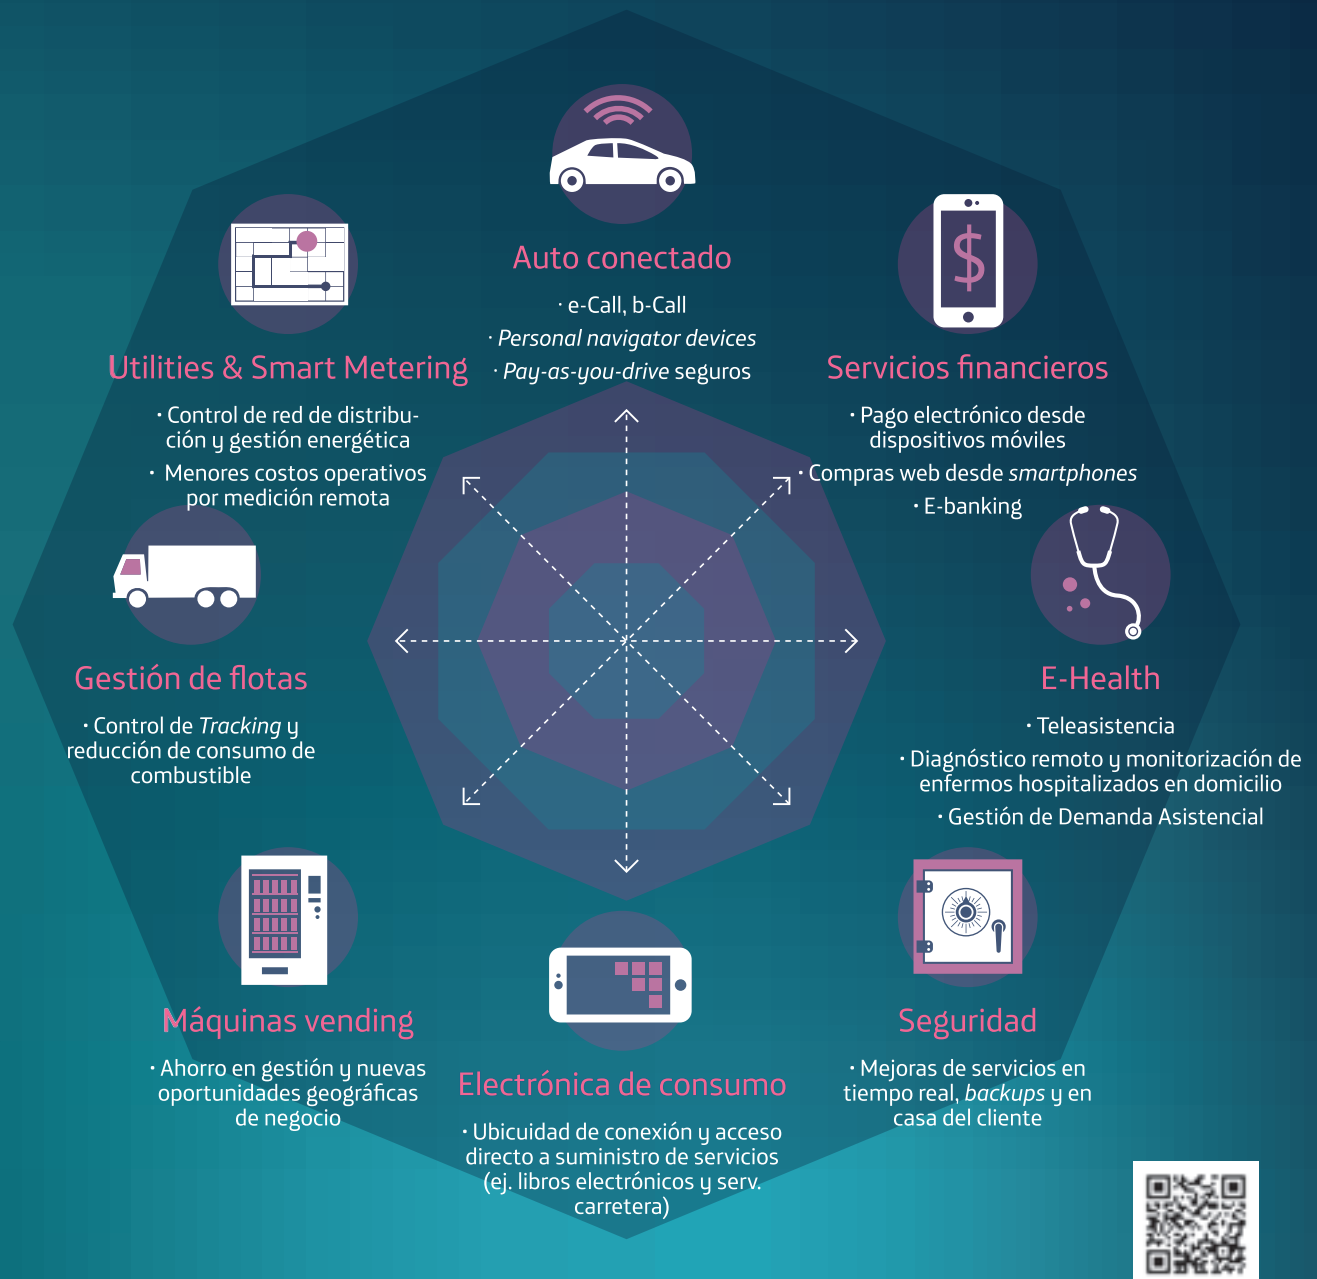 Auto conectado
· e-Call, b-Call
· Personal navigator devices
· Pay-as-you-drive seguros
Utilities & Smart Metering
· Control de red de distribu-
ción y gestión energética
· Menores costos operativos
por medición remota
$
Servicios financieros
· Pago electrónico desde
dispositivos móviles
· Compras web desde smartphones
· E-banking
Gestión de flotas
· Control de Tracking y
reducción de consumo de
combustible
E-Health
· Teleasistencia
· Diagnóstico remoto y monitorización de
enfermos hospitalizados en domicilio
· Gestión de Demanda Asistencial
Máquinas vending
· Ahorro en gestión y nuevas
oportunidades geográficas
de negocio
Electrónica de consumo
· Ubicuidad de conexión y acceso
directo a suministro de servicios
(ej. libros electrónicos y serv.
carretera)
Seguridad
· Mejoras de servicios en
tiempo real, backups y en
casa del cliente